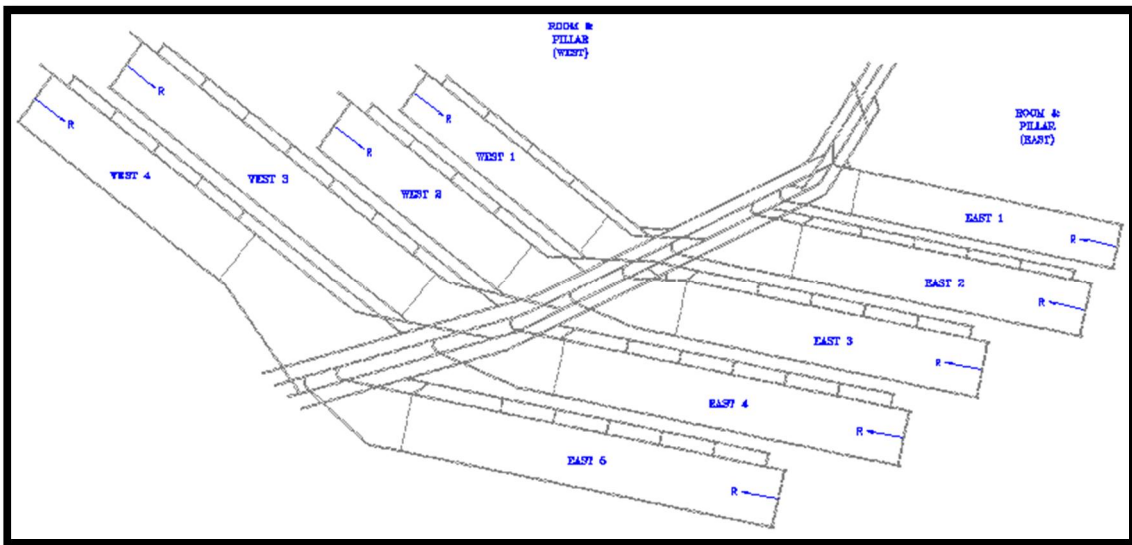 ROOM &
PILLAR
(WEST)
ROOM &
PILLAR
(EAST)
R
R
R
R
WEST 1
WEST 2
WEST 3
WEST 4
EAST 1
R
EAST 2
R
EAST 3
R
EAST 4
R
EAST 5
R